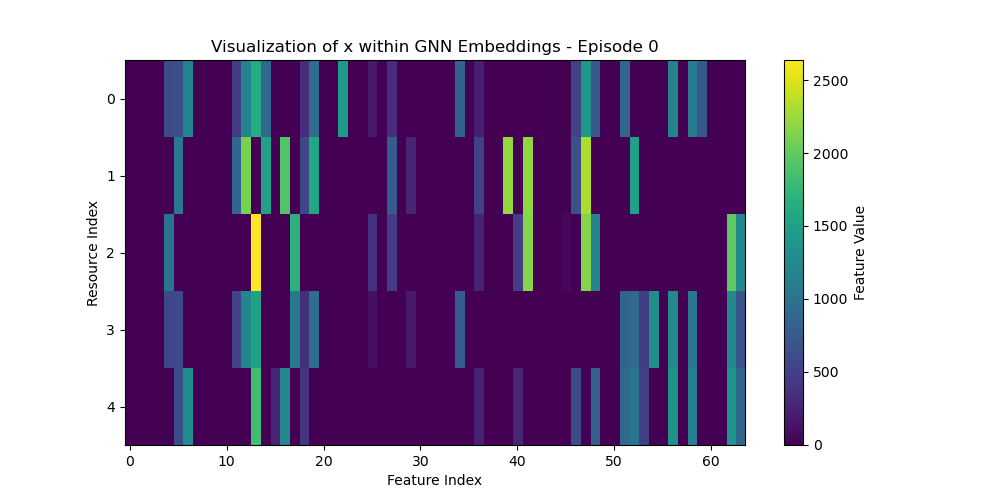 Visualization of x within GNN Embeddings - Episode 0
Resource Index
0
1
2
3
4
0 10 20 30 40 50 60
Feature Index
2500
2000
1500
1000
500
0
Feature Value